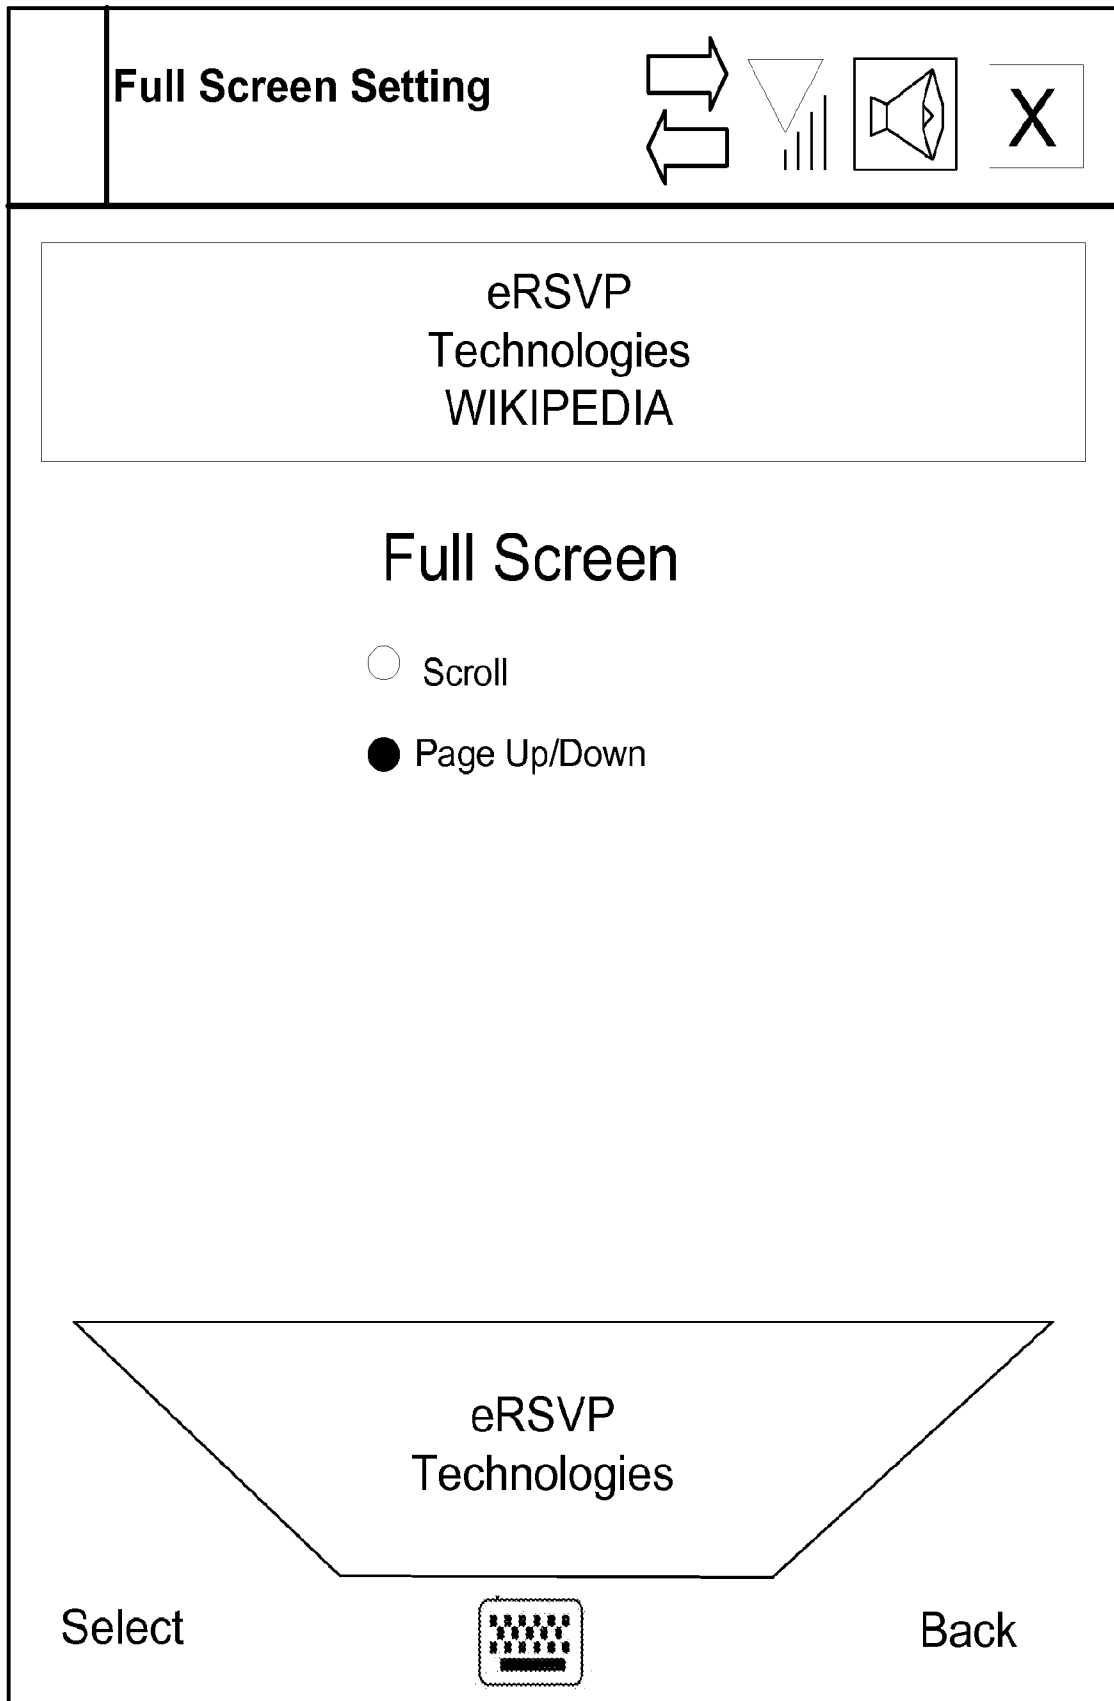 Full Screen Setting
X
eRSVP
Technologies
WIKIPEDIA
Full Screen
Scroll
Page Up/Down
eRSVP
Technologies
Select
Back